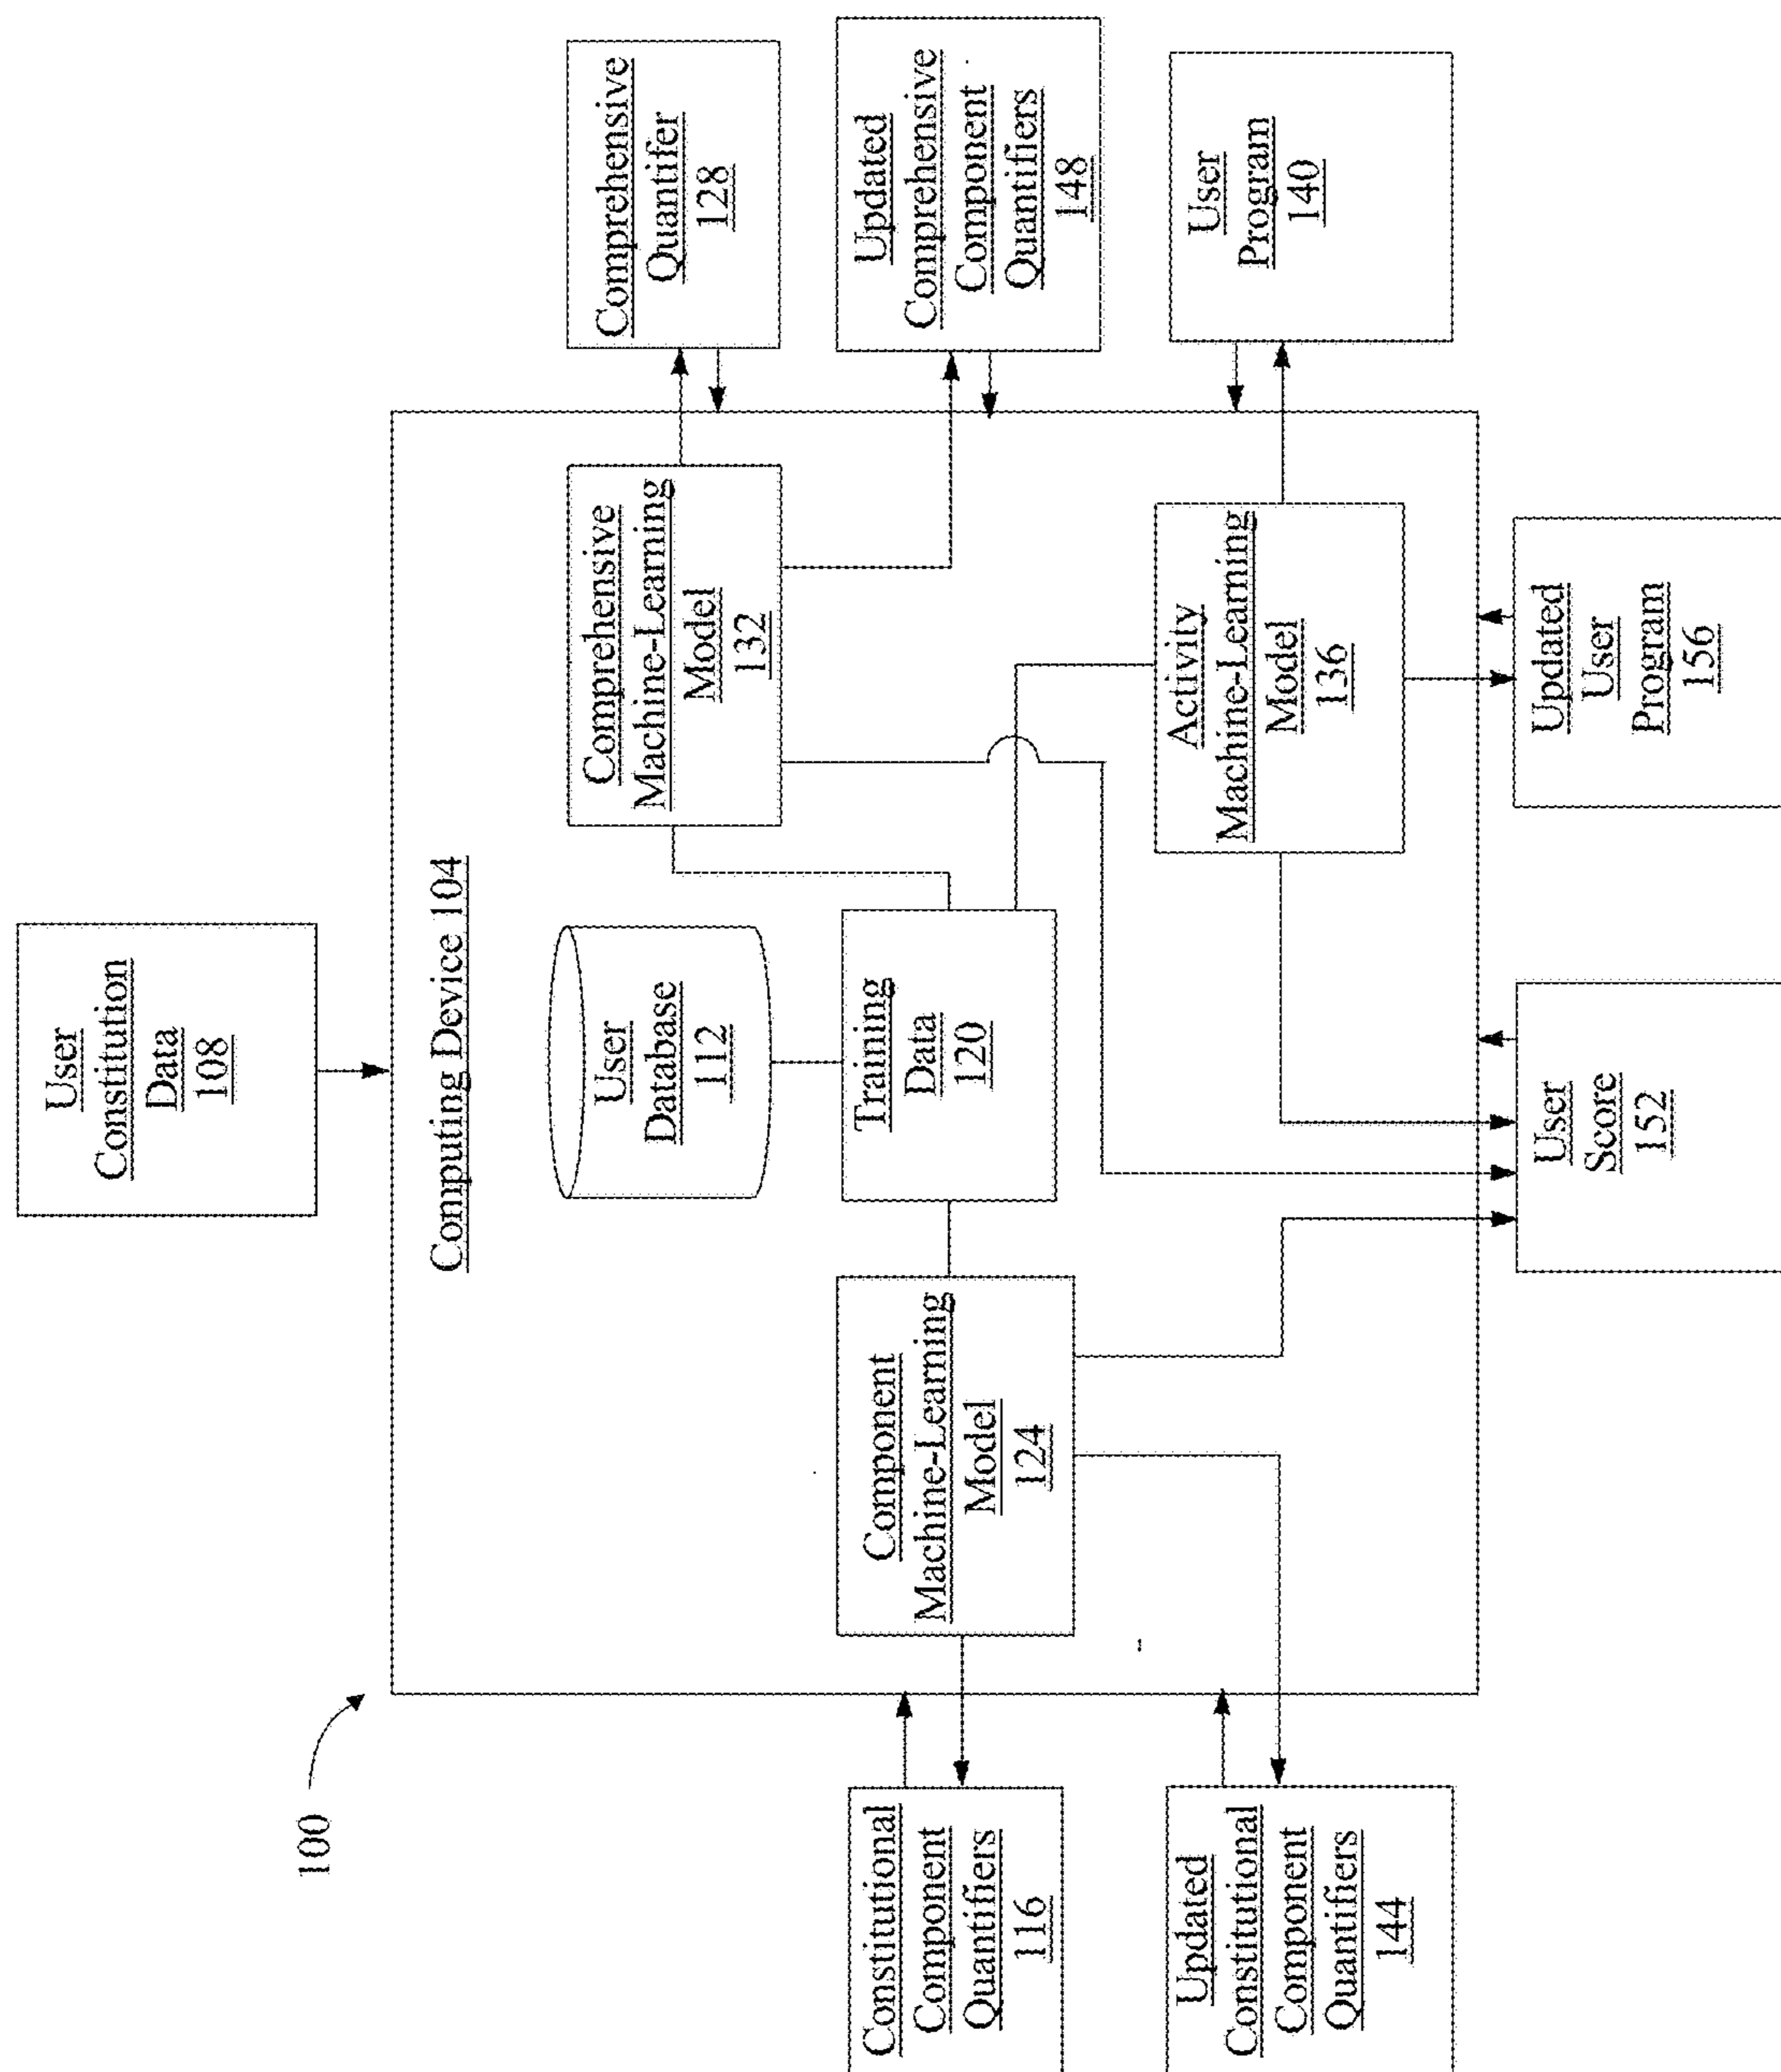 User
Constitution
Data
108
100
Computing Device 104
User
Database
112
Comprehensive
Machine-Learning
Model
132
Comprehensive
Quantifer
128
Constitutional
Component
Quantifiers
116
Component
Machine-Learning
Model
124
Training
Data
120
Updated
Comprehensive
Component
Quantifiers
148
Updated
Constitutional
Component
Quantifiers
144
Activity
Machine-Learning
Model
136
User
Program
140
User
Score
152
Updated
User
Program
156